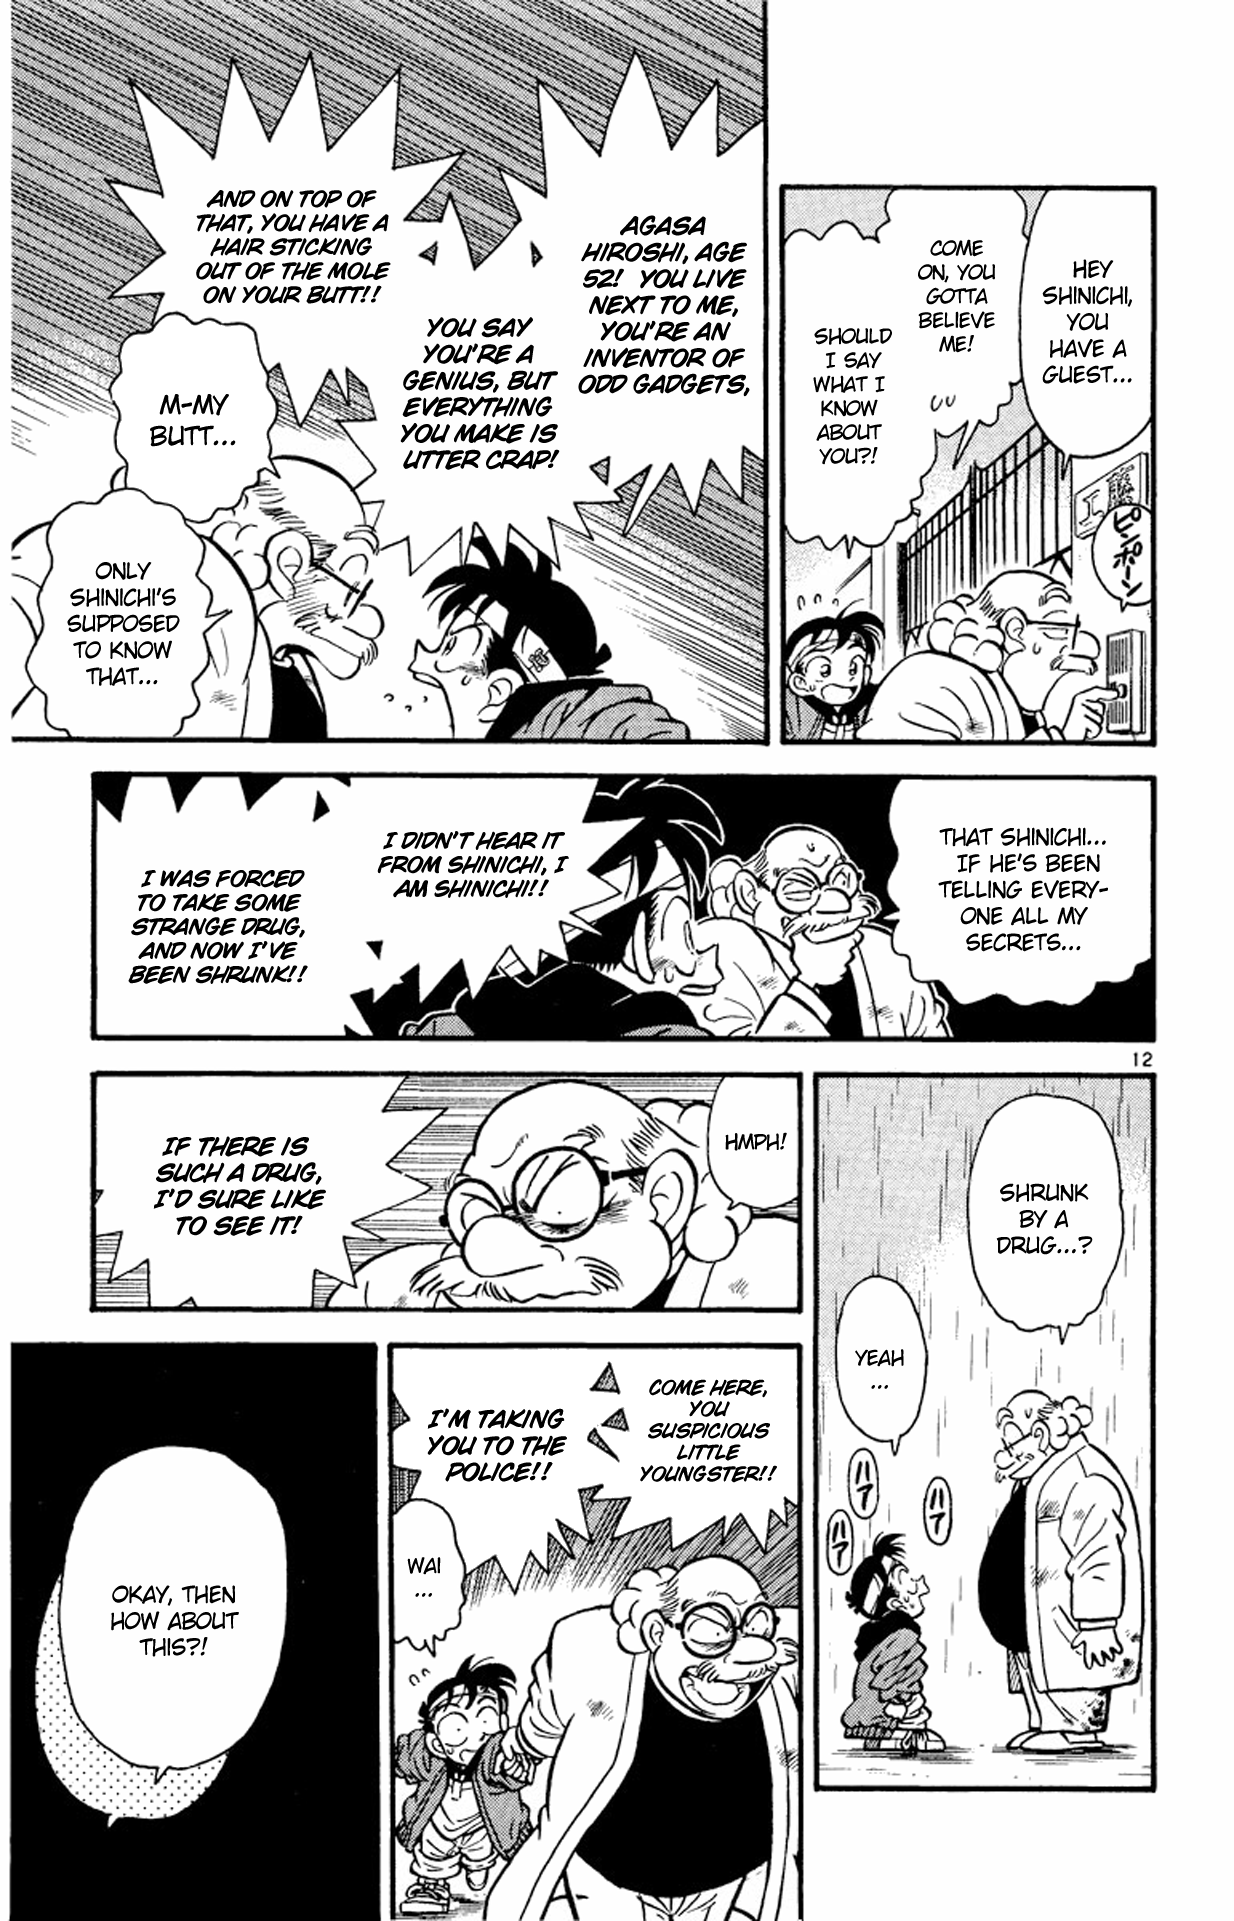 HEY
SHINICHI,
YOU
HAVE A
GUEST...
COME
ON, YOU
GOTTA
BELIEVE
ME!
SHOULD
I SAY
WHAT I
KNOW
ABOUT
YOU?!
工藤
ピンポーン
AGASA
HIROSHI, AGE
52! YOU LIVE
NEXT TO ME,
YOU'RE AN
INVENTOR OF
ODD GADGETS,
YOU SAY
YOU'RE A
GENIUS, BUT
EVERYTHING
YOU MAKE IS
UTTER CRAP!
AND ON TOP OF
THAT, YOU HAVE A
HAIR STICKING
OUT OF THE MOLE
ON YOUR BUTT!!
M-MY
BUTT...
ONLY
SHINICHI'S
SUPPOSED
TO KNOW
THAT...
THAT SHINICHI...
IF HE'S BEEN
TELLING EVERY-
ONE ALL MY
SECRETS...
I DIDN'T HEAR IT
FROM SHINICHI, I
AM SHINICHI!!
I WAS FORCED
TO TAKE SOME
STRANGE DRUG,
AND NOW I'VE
BEEN SHRUNK!!
12
SHRUNK
BY A
DRUG...?
YEAH
...
ハア
ハア
ハア
HMPH!
IF THERE IS
SUCH A DRUG,
I'D SURE LIKE
TO SEE IT!
COME HERE,
YOU
SUSPICIOUS
LITTLE
YOUNGSTER!!
I'M TAKING
YOU TO THE
POLICE!!
WAI
...
OKAY, THEN
HOW ABOUT
THIS?!